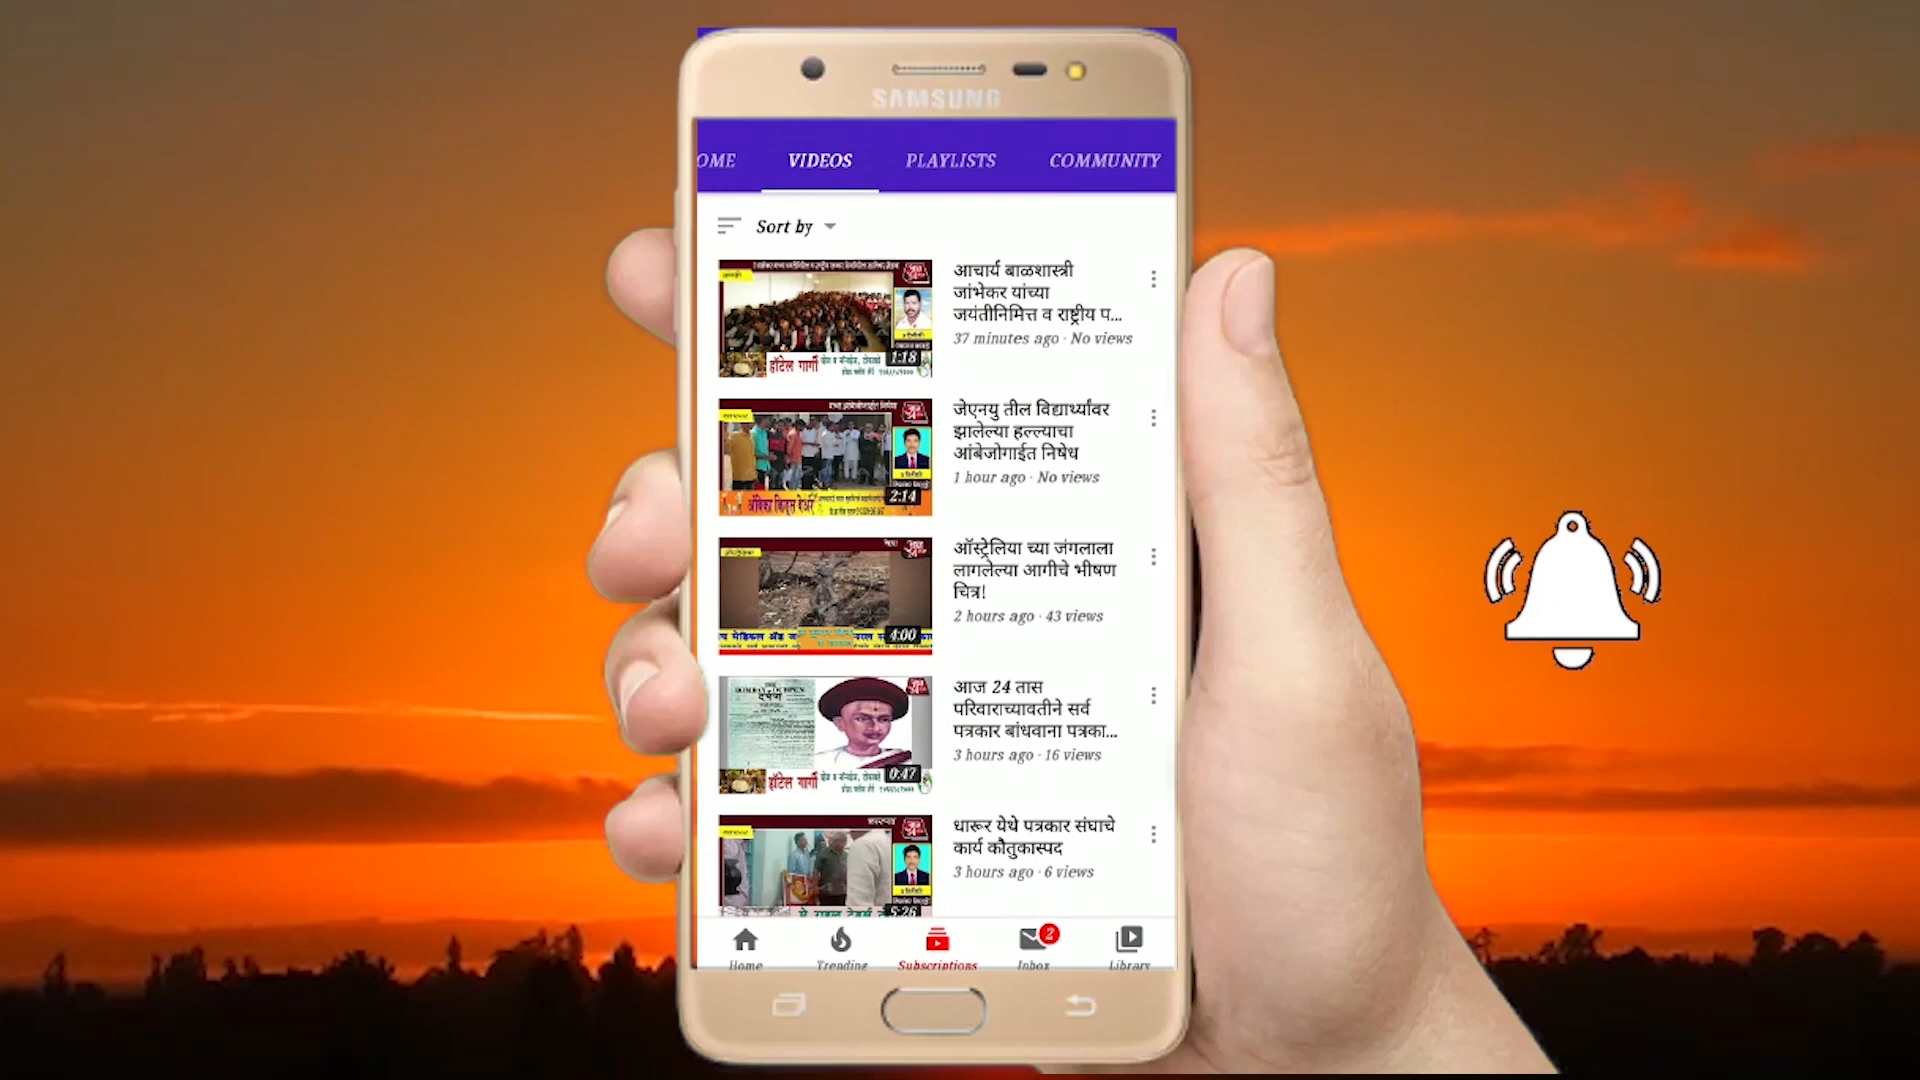 SAMSUNG
OME VIDEOS PLAYLISTS COMMUNITY
Sort by
आचार्य बाळशास्त्री
जांभेकर यांच्या
जयंतीनिमित्त व राष्ट्रीय प...
37 minutes ago · No views
1:18
हॉटेल गार्गी
जेएनयु तील विद्यार्थ्यांवर
झालेल्या हल्ल्याचा
आंबेजोगाईत निषेध
1 hour ago · No views
2:14
अंबिका किड्स वेअर
ऑस्ट्रेलिया च्या जंगलाला
लागलेल्या आगीचे भीषण
चित्र!
2 hours ago · 43 views
4:00
आज 24 तास
परिवाराच्यावतीने सर्व
पत्रकार बांधवाना पत्रका...
3 hours ago · 16 views
0:47
हॉटेल गार्गी
धारूर येथे पत्रकार संघाचे
कार्य कौतुकास्पद
3 hours ago · 6 views
5:26
2
Home Trending Subscriptions Inbox Library